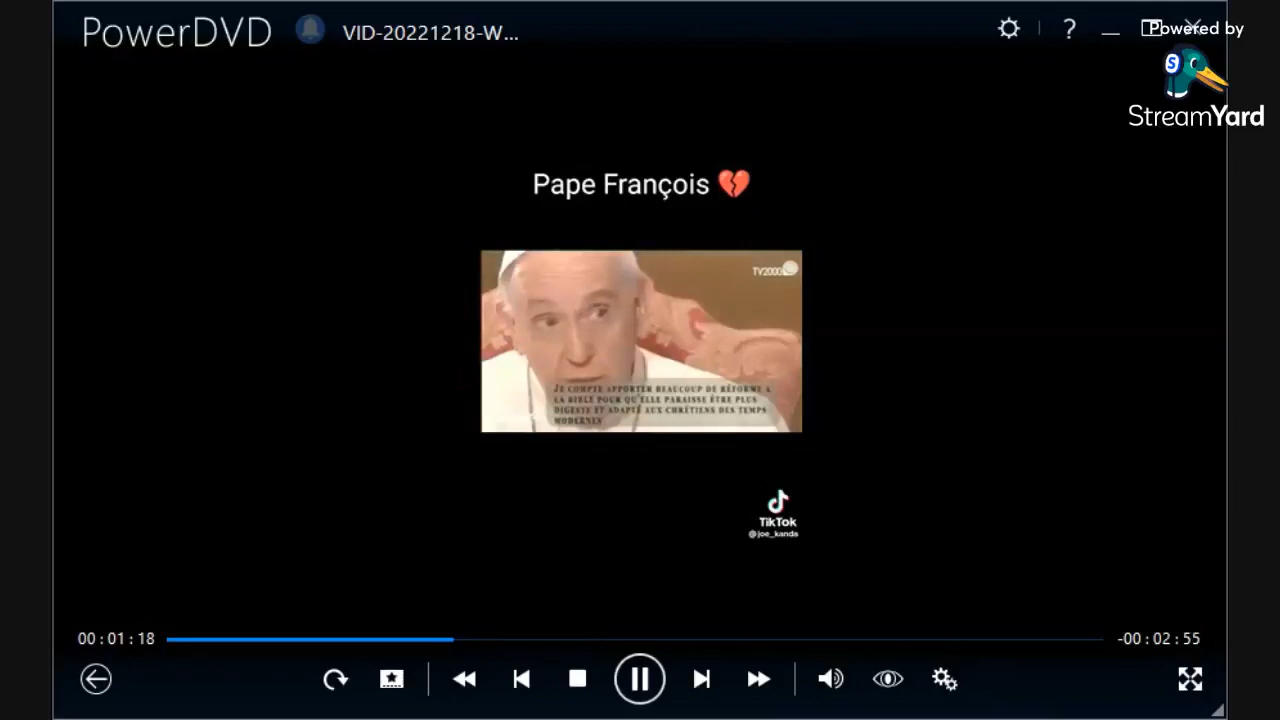 PowerDVD
VID-20221218-W...
?
Powered by
S
StreamYard
Pape François 💔
TV2000
JE COMPTE APPORTER BEAUCOUP DE RÉFORME A
LA BIBLE POUR QU'ELLE PARAISSE ÊTRE PLUS
DIGESTE ET ADAPTÉ AUX CHRÉTIENS DES TEMPS
MODERNES
TikTok
@joe_kanda
00:01:18
-00:02:55